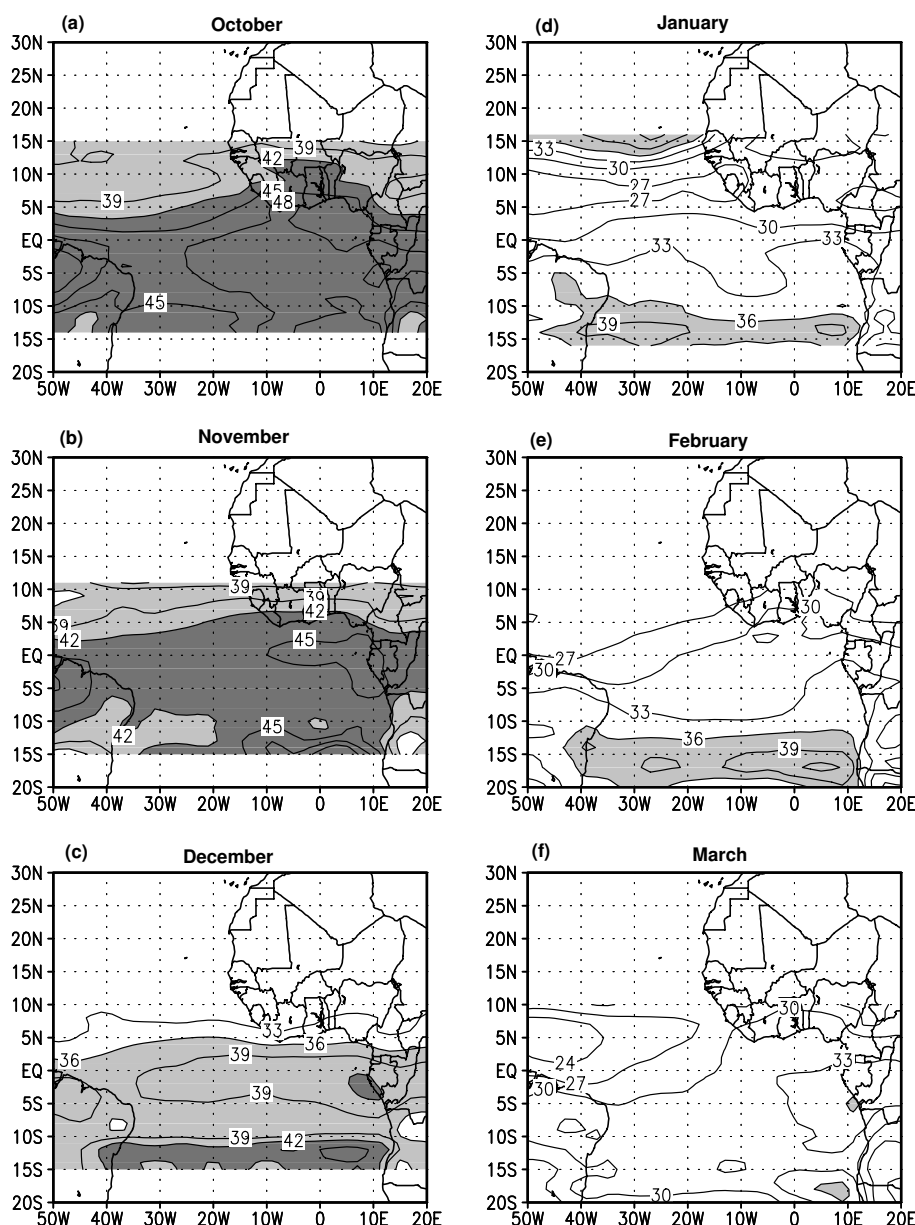 (a)
October
30N
25N
20N
15N
10N
5N
EQ
5S
10S
15S
20S
50W 40W 30W 20W 10W 0 10E 20E
39
42
39
45
48
45
(d)
January
30N
25N
20N
15N
10N
5N
EQ
5S
10S
15S
20S
50W 40W 30W 20W 10W 0 10E 20E
33
30
27
27
30
33
33
36
39
(b)
November
30N
25N
20N
15N
10N
5N
EQ
5S
10S
15S
20S
50W 40W 30W 20W 10W 0 10E 20E
39
39
42
39
42
45
42
45
(e)
February
30N
25N
20N
15N
10N
5N
EQ
5S
10S
15S
20S
50W 40W 30W 20W 10W 0 10E 20E
30
27
30
33
36
39
(c)
December
30N
25N
20N
15N
10N
5N
EQ
5S
10S
15S
20S
50W 40W 30W 20W 10W 0 10E 20E
33
36
36
39
39
39
42
(f)
March
30N
25N
20N
15N
10N
5N
EQ
5S
10S
15S
20S
50W 40W 30W 20W 10W 0 10E 20E
30
33
24
27
30
30